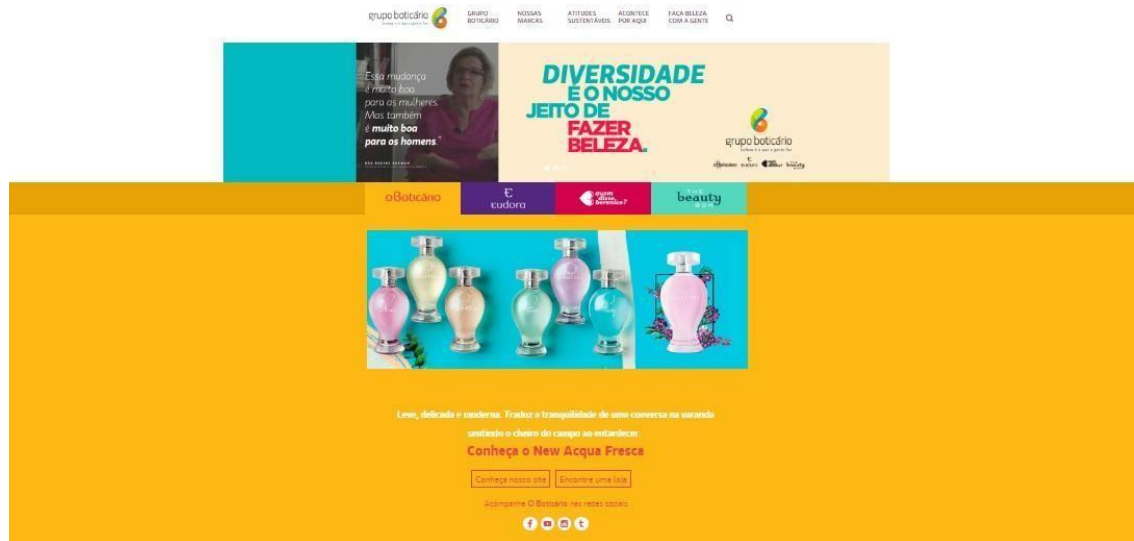 grupo boticário
GRUPO
BOTICÁRIO
NOSSAS
MARCAS
ATITUDES
SUSTENTÁVEIS
ACONTECE
POR AQUI
FAÇA BELEZA
COM A GENTE
Essa mudança
é muito boa
para as mulheres.
Mas também
é muito boa
para os homens."
DIVERSIDADE
É O NOSSO
JEITO DE
FAZER
BELEZA.
grupo boticário
oBoticário
eudora
quem
disse,
berenice?
THE
beauty
BOX
Leve, delicada e moderna. Traduz a tranquilidade de uma conversa na varanda
sentindo o cheiro do campo ao entardecer.
Conheça o New Acqua Fresca
Conheça nosso site
Encontre uma loja
Acompanhe O Boticário nas redes sociais